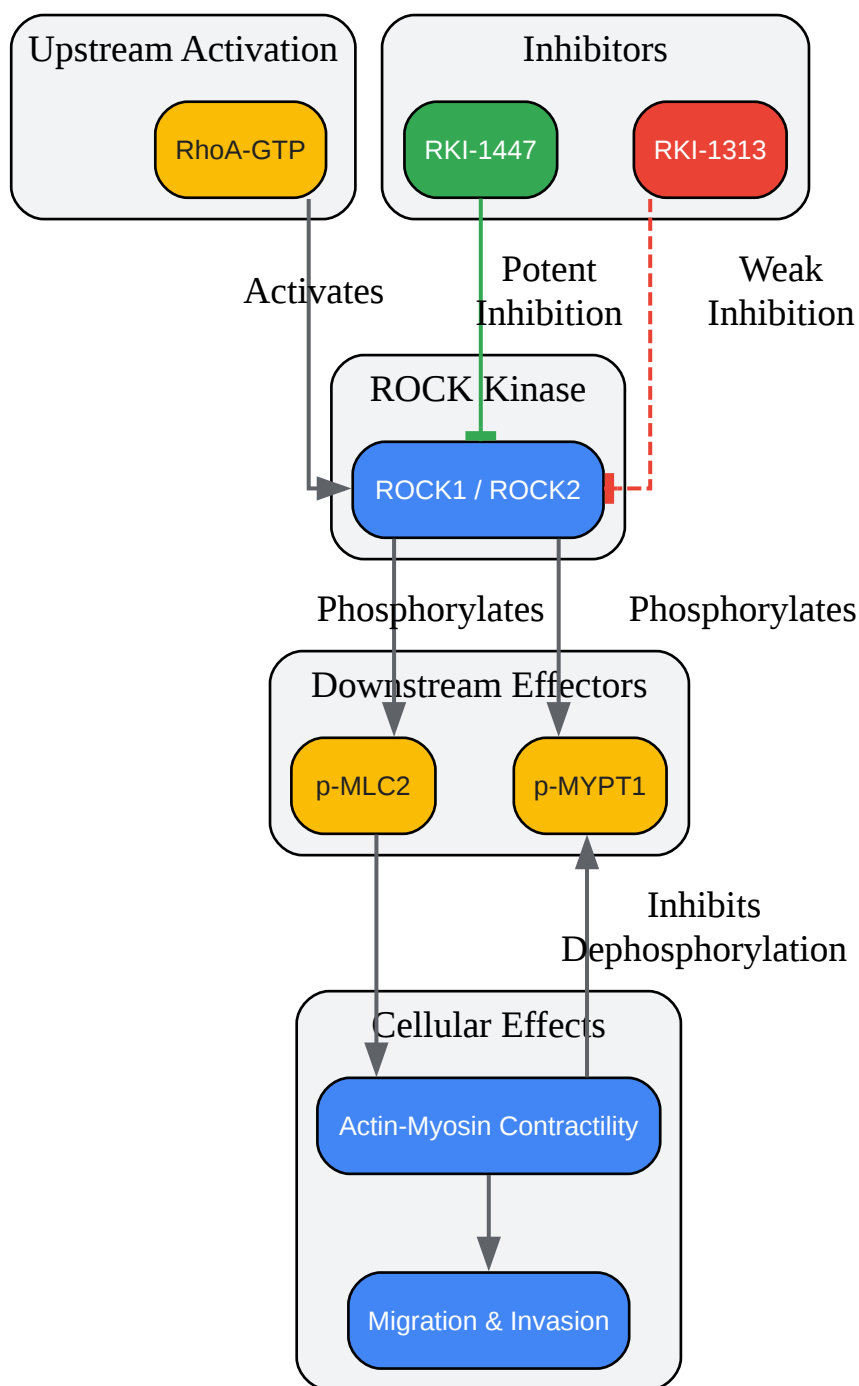 Upstream Activation
Inhibitors
RhoA-GTP
RKI-1447
RKI-1313
Activates
Potent
Inhibition
Weak
Inhibition
ROCK Kinase
ROCK1 / ROCK2
Phosphorylates
Phosphorylates
Downstream Effectors
p-MLC2
p-MYPT1
Inhibits
Dephosphorylation
Cellular Effects
Actin-Myosin Contractility
Migration & Invasion